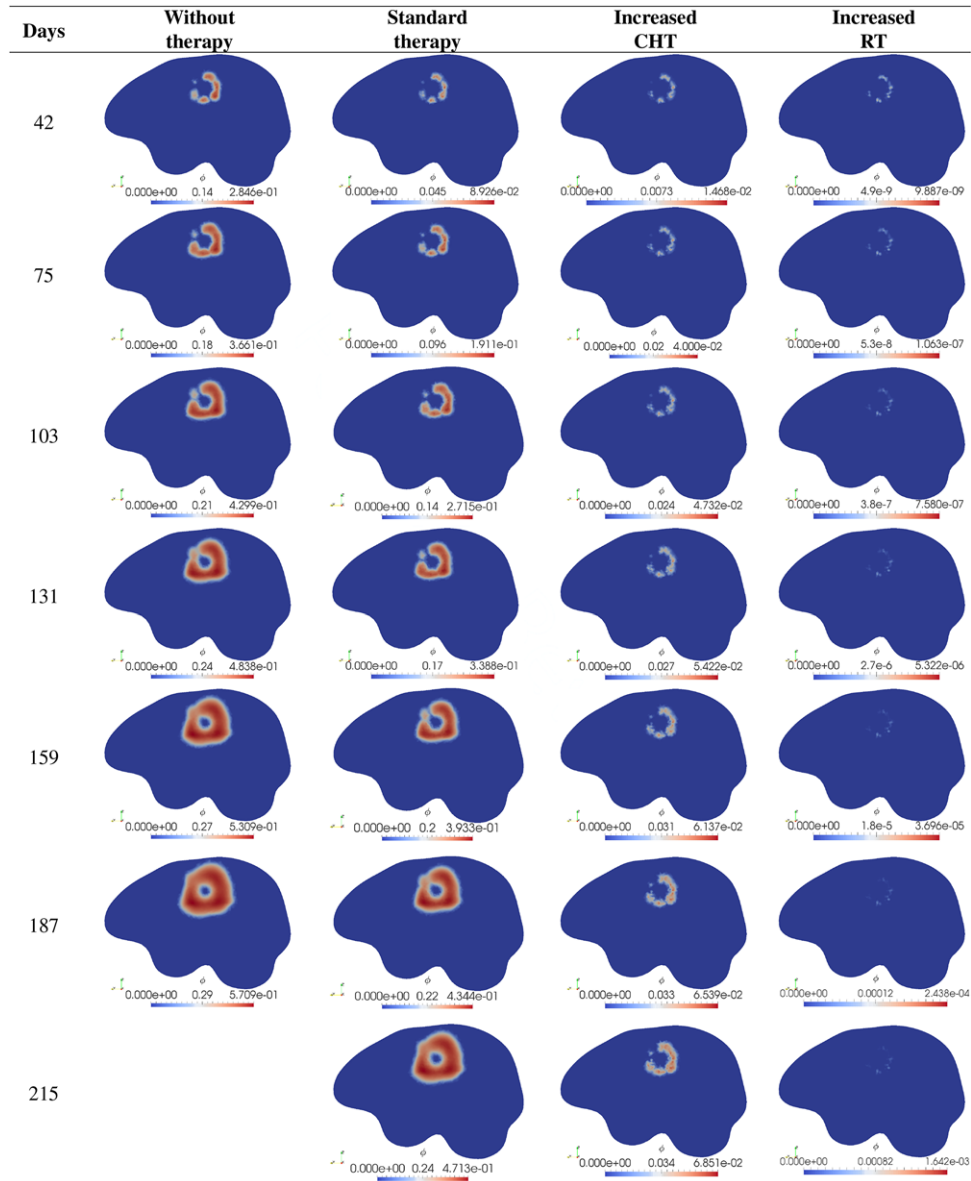 Days Without therapy Standard therapy Increased CHT Increased RT
42
ϕ ϕ ϕ ϕ
0.000e+00 0.14 2.846e-01 0.000e+00 0.045 8.926e-02 0.000e+00 0.0073 1.468e-02 0.000e+00 4.9e-9 9.887e-09
75
ϕ ϕ ϕ ϕ
0.000e+00 0.18 3.661e-01 0.000e+00 0.096 1.911e-01 0.000e+00 0.02 4.000e-02 0.000e+00 5.3e-8 1.063e-07
103
ϕ ϕ ϕ ϕ
0.000e+00 0.21 4.299e-01 0.000e+00 0.14 2.715e-01 0.000e+00 0.024 4.732e-02 0.000e+00 3.8e-7 7.580e-07
131
ϕ ϕ ϕ ϕ
0.000e+00 0.24 4.838e-01 0.000e+00 0.17 3.388e-01 0.000e+00 0.027 5.422e-02 0.000e+00 2.7e-6 5.322e-06
159
ϕ ϕ ϕ ϕ
0.000e+00 0.27 5.309e-01 0.000e+00 0.2 3.933e-01 0.000e+00 0.031 6.137e-02 0.000e+00 1.8e-5 3.696e-05
187
ϕ ϕ ϕ ϕ
0.000e+00 0.29 5.709e-01 0.000e+00 0.22 4.344e-01 0.000e+00 0.033 6.539e-02 0.000e+00 0.00012 2.438e-04
215
ϕ ϕ ϕ
0.000e+00 0.24 4.713e-01 0.000e+00 0.034 6.851e-02 0.000e+00 0.00082 1.642e-03